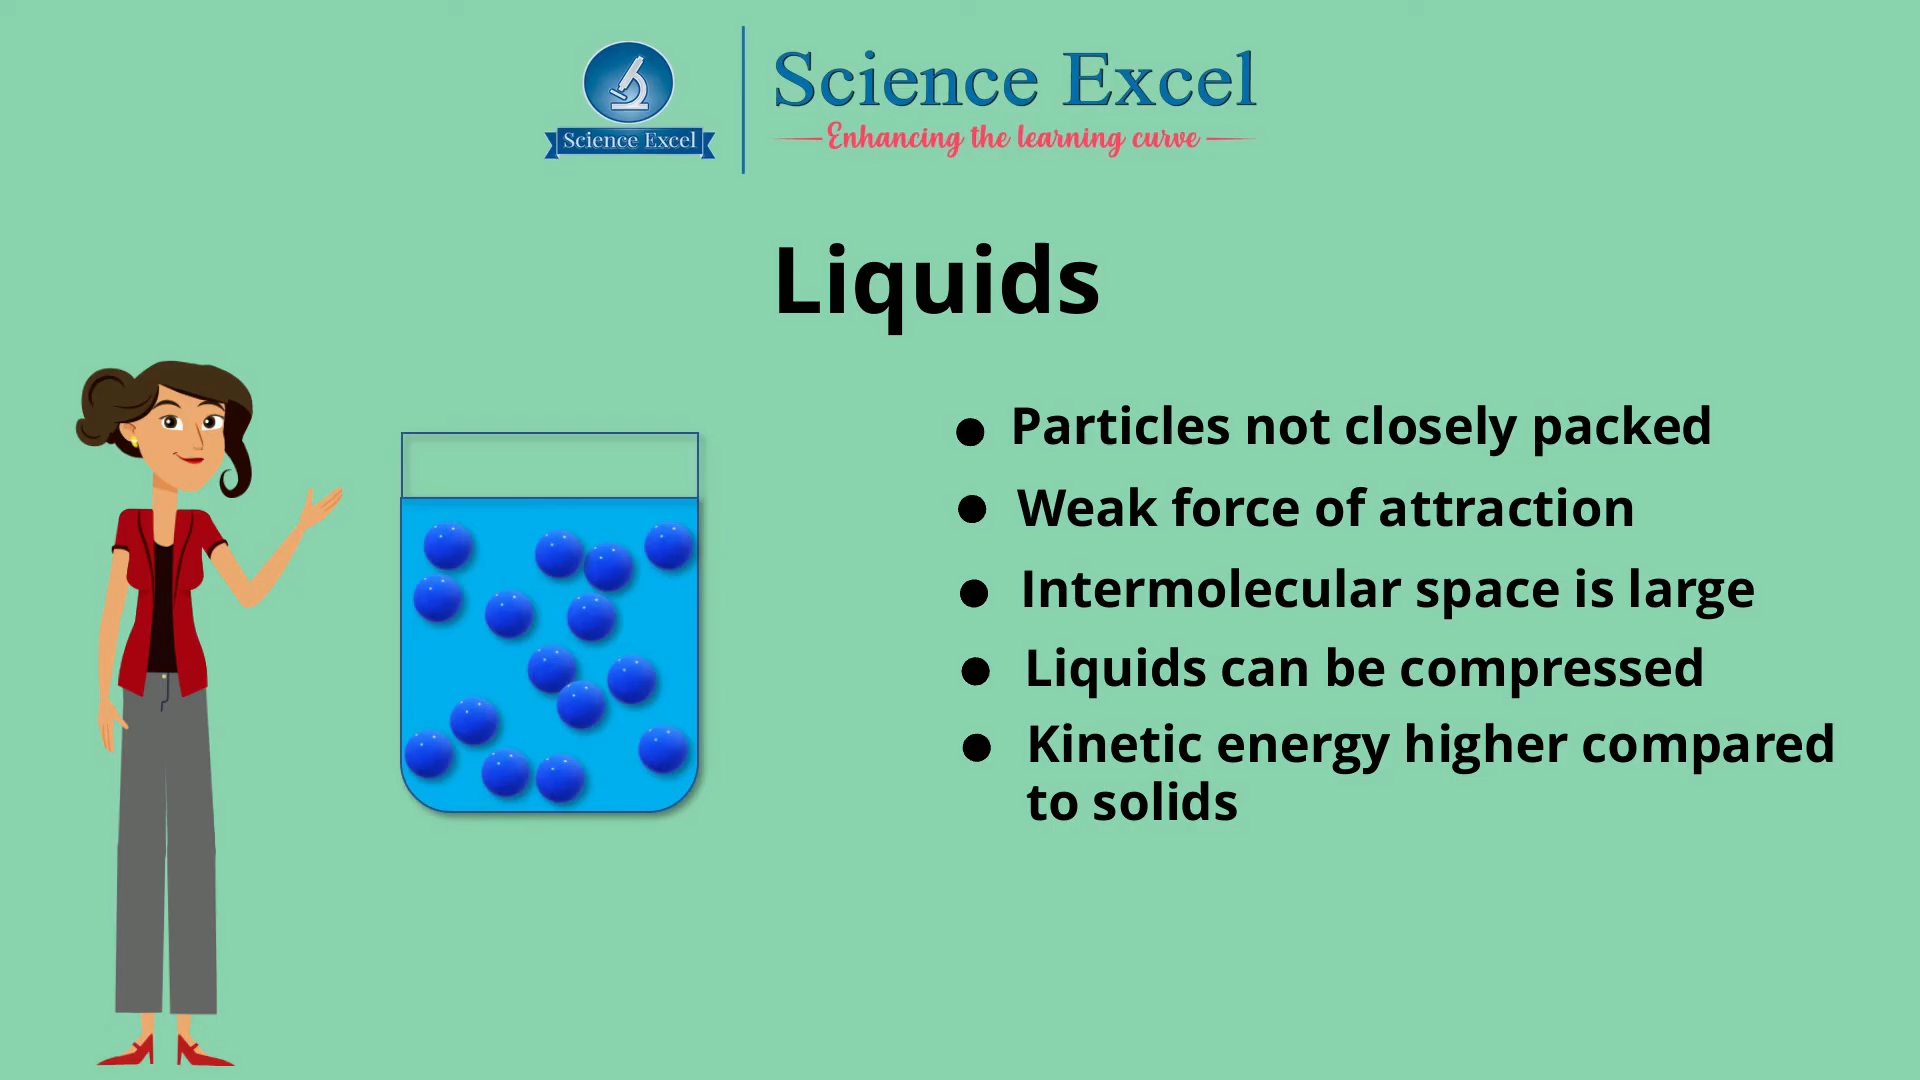 Science Excel
Science Excel
Enhancing the learning curve
Liquids
Particles not closely packed
Weak force of attraction
Intermolecular space is large
Liquids can be compressed
Kinetic energy higher compared
to solids